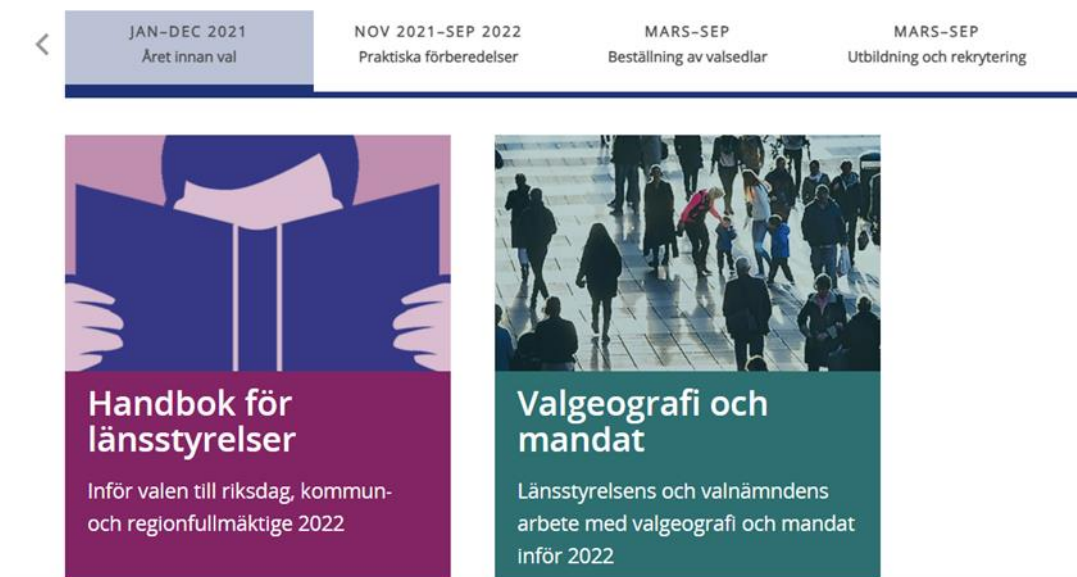 JAN–DEC 2021
Året innan val
NOV 2021–SEP 2022
Praktiska förberedelser
MARS–SEP
Beställning av valsedlar
MARS–SEP
Utbildning och rekrytering
Handbok för
länsstyrelser
Inför valen till riksdag, kommun-
och regionfullmäktige 2022
Valgeografi och
mandat
Länsstyrelsens och valnämndens
arbete med valgeografi och mandat
inför 2022